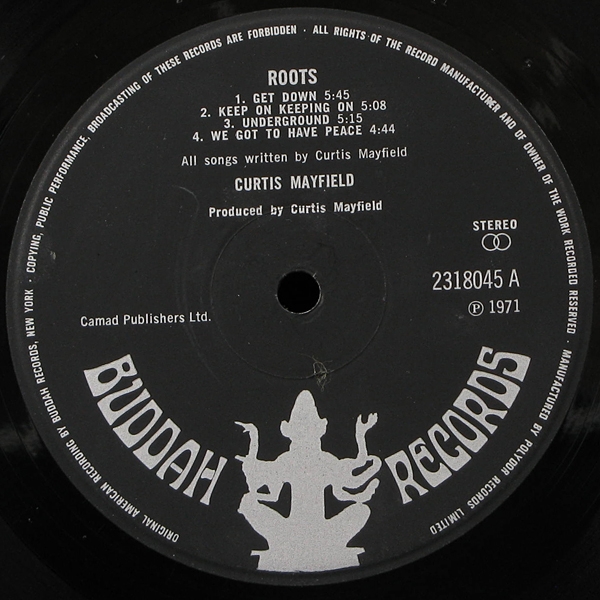 ORIGINAL AMERICAN RECORDING BY BUDDAH RECORDS, NEW YORK · COPYING, PUBLIC PERFORMANCE, BROADCASTING OF THESE RECORDS ARE FORBIDDEN · ALL RIGHTS OF THE RECORD MANUFACTURER AND OF OWNER OF THE WORK RECORDED RESERVED · MANUFACTURED BY POLYDOR RECORDS LIMITED
ROOTS
1. GET DOWN 5:45
2. KEEP ON KEEPING ON 5:08
3. UNDERGROUND 5:15
4. WE GOT TO HAVE PEACE 4:44
All songs written by Curtis Mayfield
CURTIS MAYFIELD
Produced by Curtis Mayfield
STEREO
2318045 A
Ⓟ 1971
Camad Publishers Ltd.
BUDDAH RECORDS